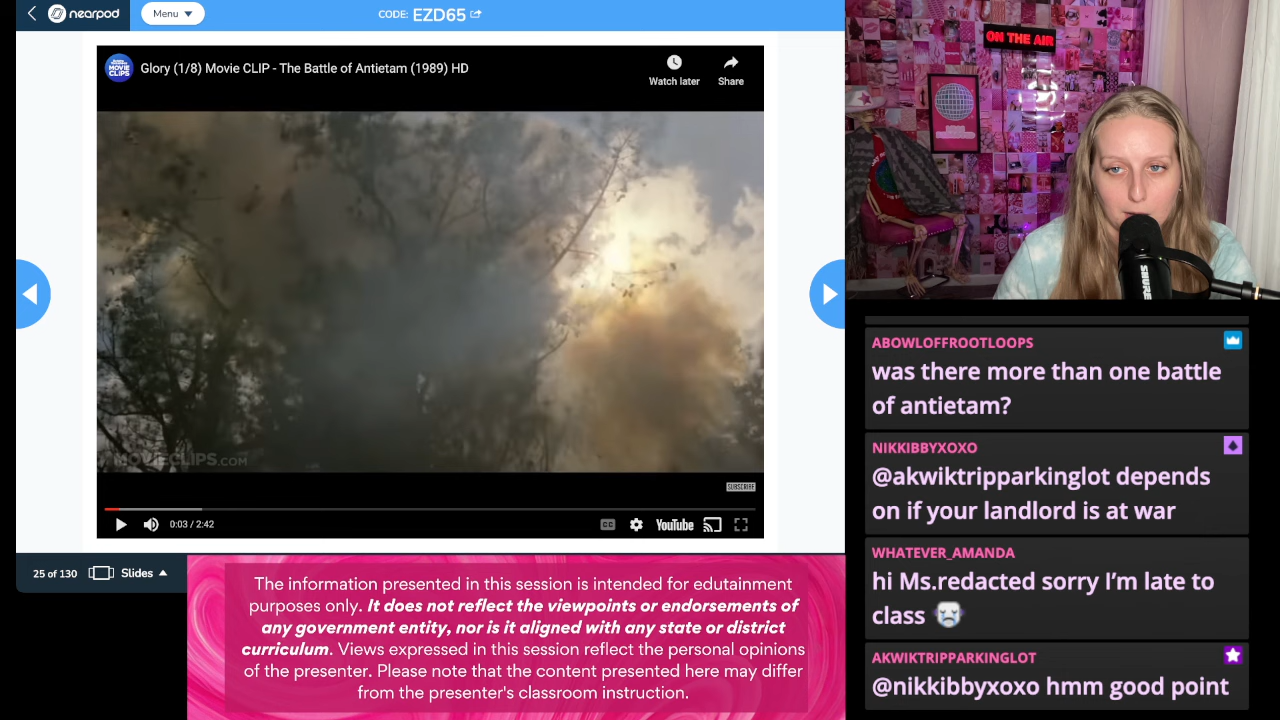 nearpod
Menu
CODE: EZD65
Glory (1/8) Movie CLIP - The Battle of Antietam (1989) HD
Watch later
Share
MOVIECLIPS.COM
SUBSCRIBE
0:03 / 2:42
CC
YouTube
25 of 130
Slides
The information presented in this session is intended for edutainment
purposes only. It does not reflect the viewpoints or endorsements of
any government entity, nor is it aligned with any state or district
curriculum. Views expressed in this session reflect the personal opinions
of the presenter. Please note that the content presented here may differ
from the presenter's classroom instruction.
ON THE AIR
SHURE
ABOWLOFFROOTLOOPS
was there more than one battle
of antietam?
NIKKIBBYXOXO
@akwiktripparkinglot depends
on if your landlord is at war
WHATEVER_AMANDA
hi Ms.redacted sorry I'm late to
class
AKWIKTRIPPARKINGLOT
@nikkibbyxoxo hmm good point